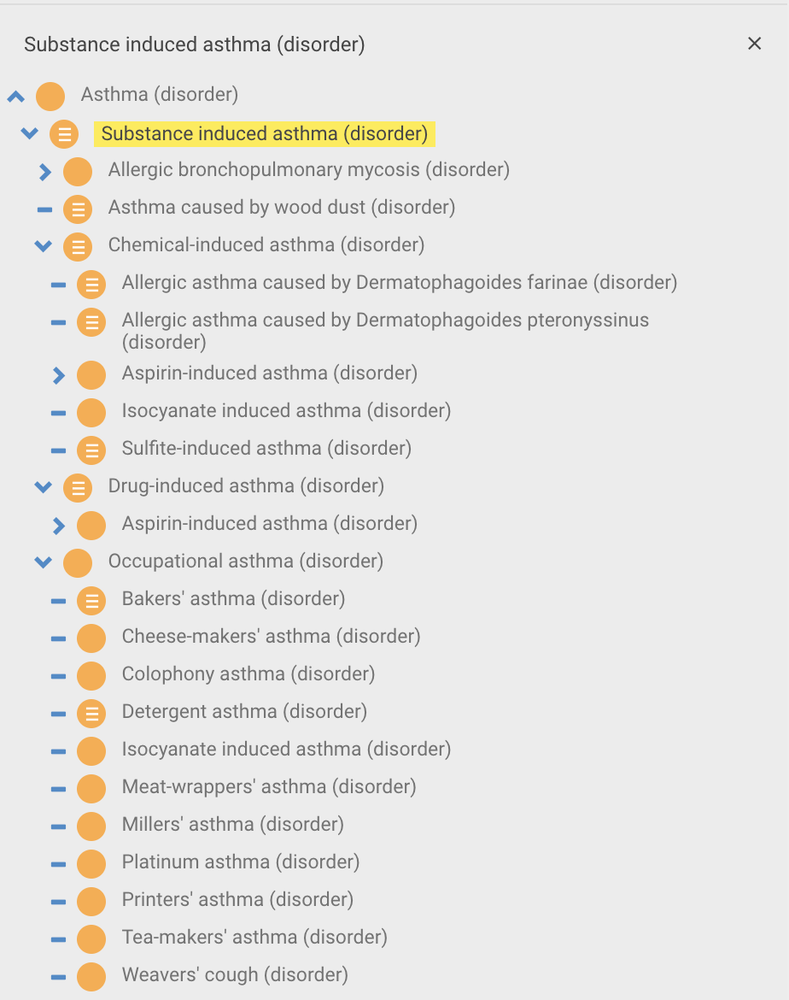 Substance induced asthma (disorder)
Asthma (disorder)
Substance induced asthma (disorder)
Allergic bronchopulmonary mycosis (disorder)
Asthma caused by wood dust (disorder)
Chemical-induced asthma (disorder)
Allergic asthma caused by Dermatophagoides farinae (disorder)
Allergic asthma caused by Dermatophagoides pteronyssinus
(disorder)
Aspirin-induced asthma (disorder)
Isocyanate induced asthma (disorder)
Sulfite-induced asthma (disorder)
Drug-induced asthma (disorder)
Aspirin-induced asthma (disorder)
Occupational asthma (disorder)
Bakers' asthma (disorder)
Cheese-makers' asthma (disorder)
Colophony asthma (disorder)
Detergent asthma (disorder)
Isocyanate induced asthma (disorder)
Meat-wrappers' asthma (disorder)
Millers' asthma (disorder)
Platinum asthma (disorder)
Printers' asthma (disorder)
Tea-makers' asthma (disorder)
Weavers' cough (disorder)